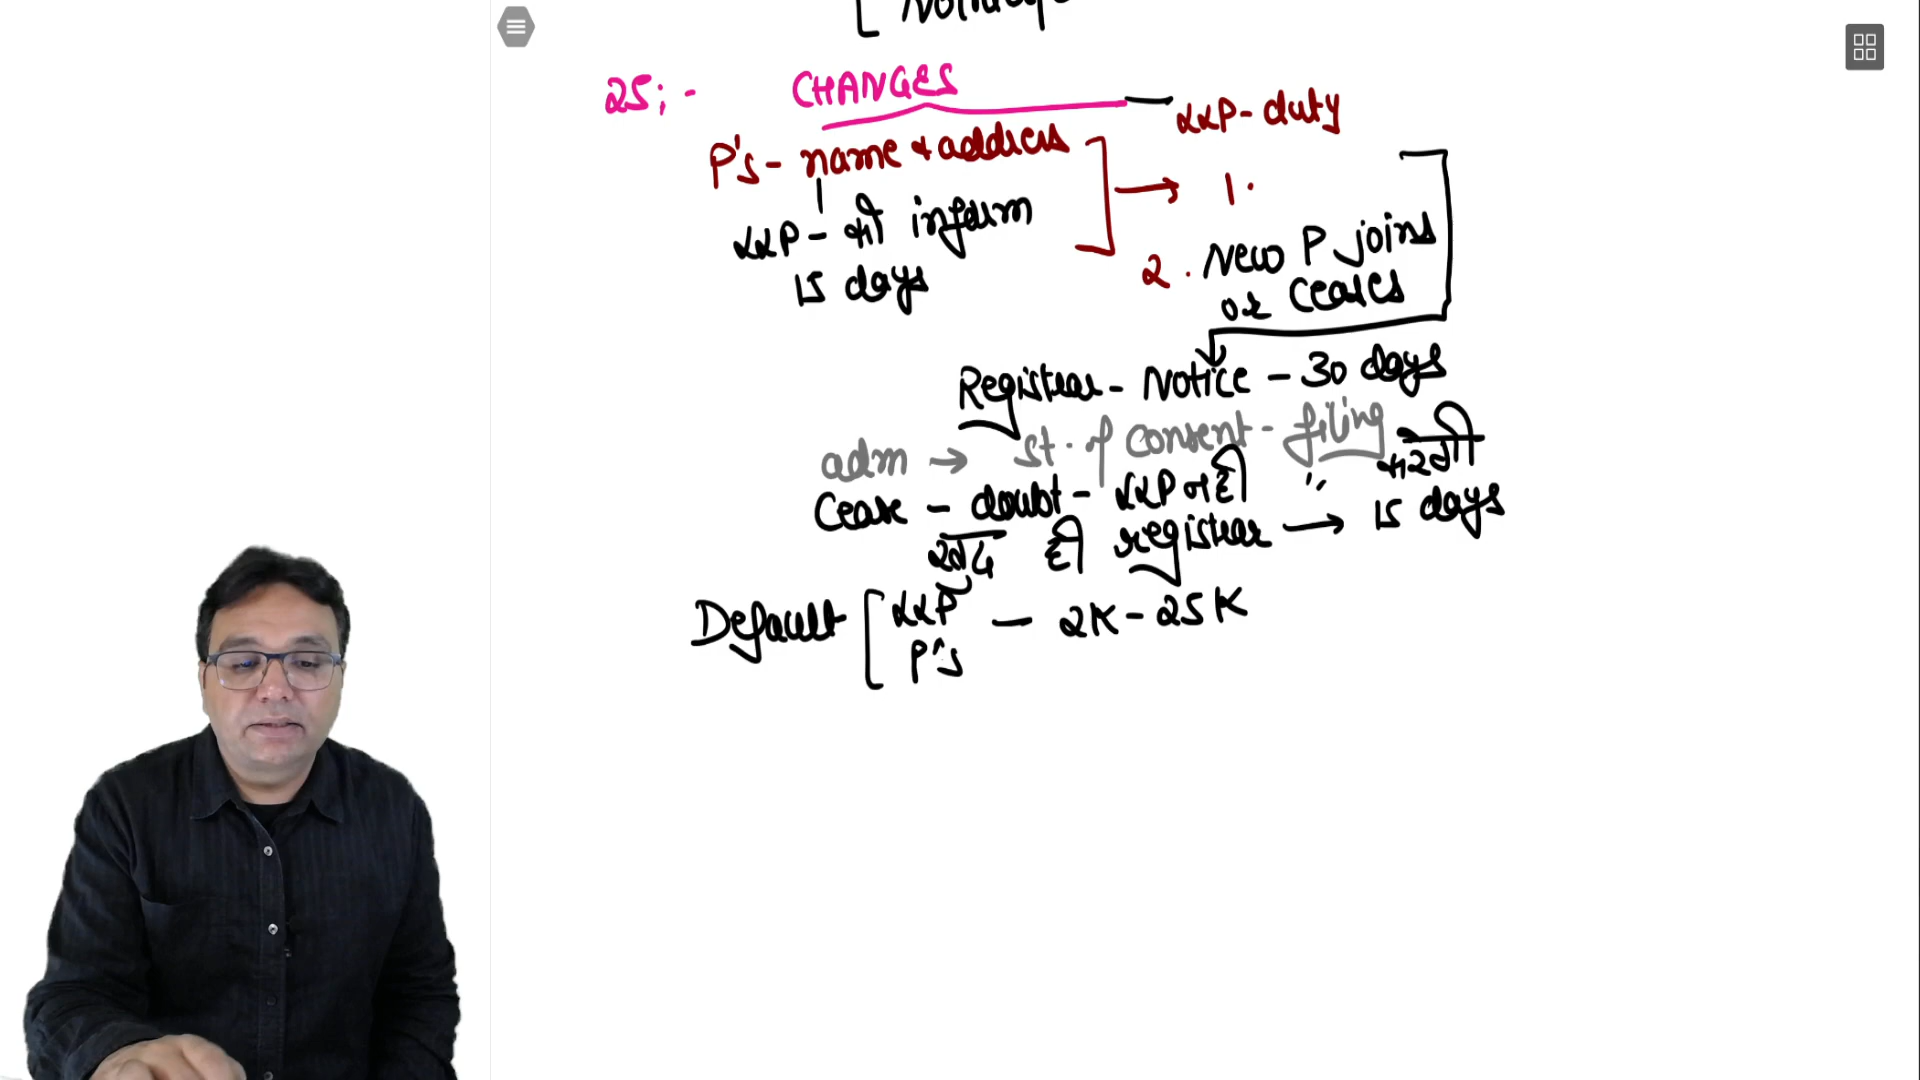 25:- CHANGES
LLP-duty
P's- name & address
1.
LLP- को inform
15 days
2. New P joins
or Ceases
Registrar- Notice - 30 days
adm → st. of consent - filing
Cease - doubt - LLP नहीं " करेगी
खुद ही registrar → 15 days
Default [ LLP - 2K-25K
P's